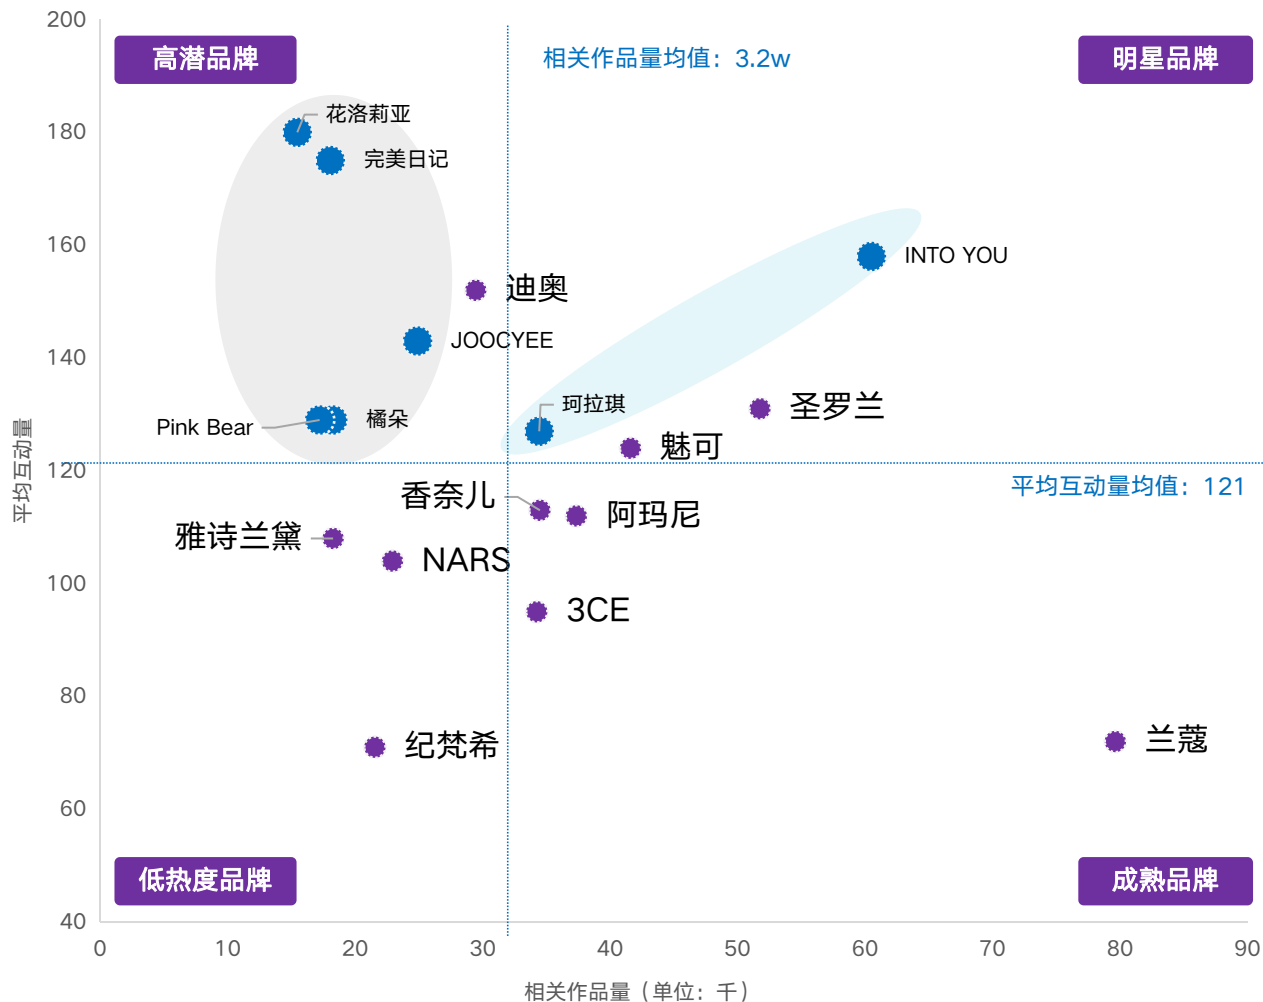 200
高潜品牌
相关作品量均值：3.2w
明星品牌
花洛莉亚
180
完美日记
160
INTO YOU
迪奥
JOOCYEE
140
珂拉琪
圣罗兰
橘朵
Pink Bear
魅可
平均互动量
120
平均互动量均值：121
香奈儿
阿玛尼
雅诗兰黛
NARS
100
3CE
80
纪梵希
兰蔻
60
低热度品牌
成熟品牌
40
0 10 20 30 40 50 60 70 80 90
相关作品量（单位：千）